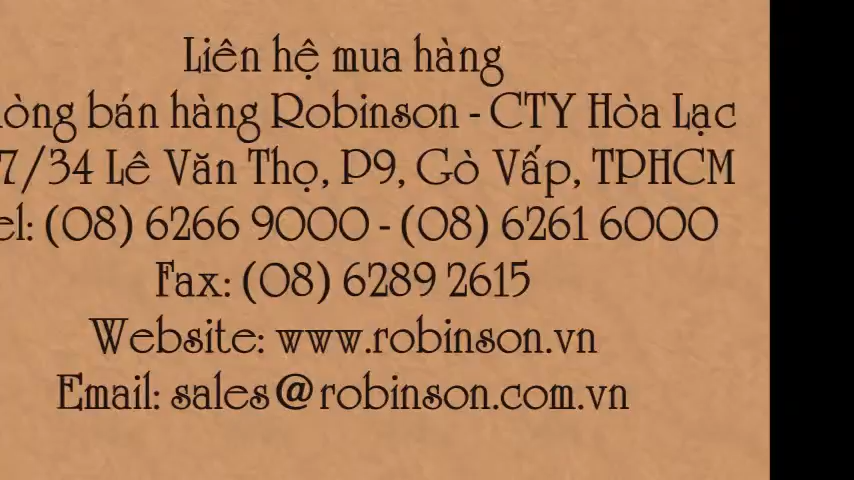 Liên hệ mua hàng
bán hàng Robinson - CTY Hòa Lạc
7/34 Lê Văn Thọ, P9, Gò Vấp, TPHCM
el: (08) 6266 9000 - (08) 6261 6000
Fax: (08) 6289 2615
Website: www.robinson.vn
Email: sales@robinson.com.vn